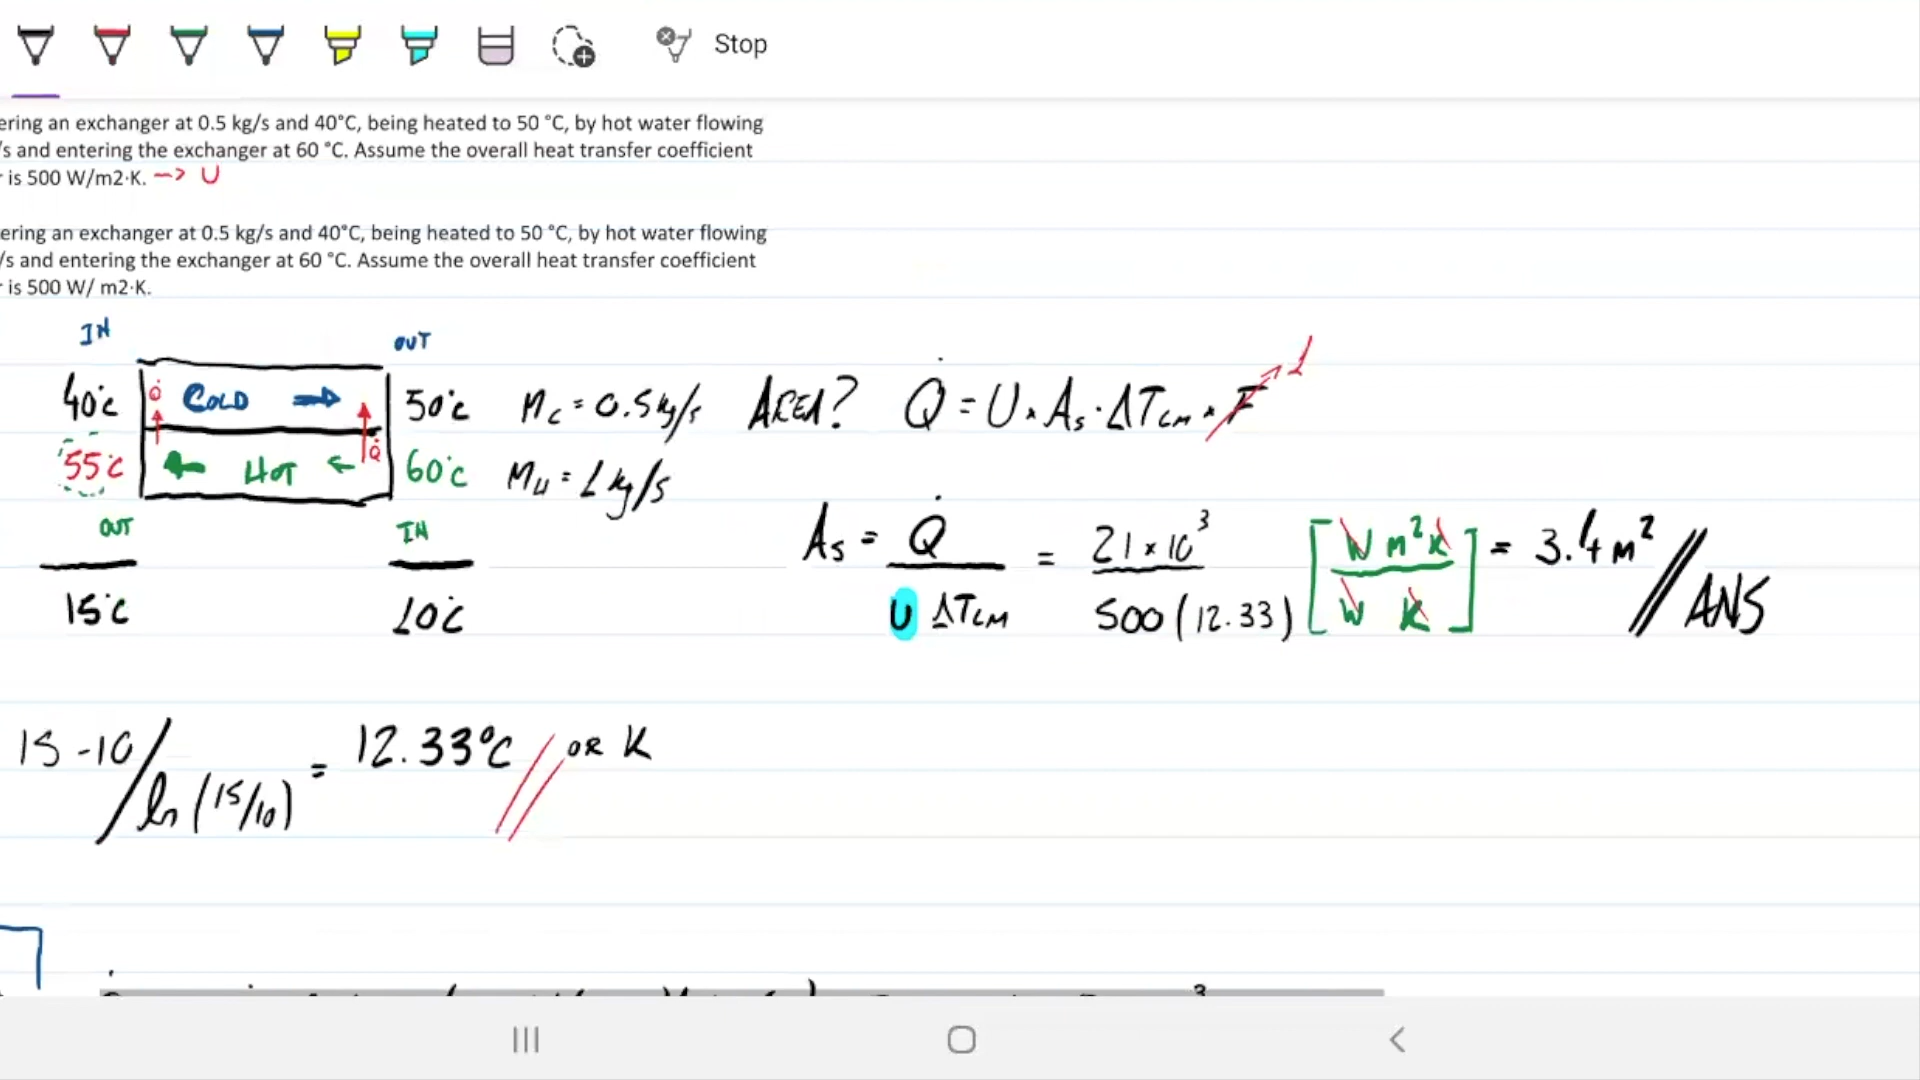 Stop
ering an exchanger at 0.5 kg/s and 40°C, being heated to 50 °C, by hot water flowing
/s and entering the exchanger at 60 °C. Assume the overall heat transfer coefficient
is 500 W/m2·K. --> U
ering an exchanger at 0.5 kg/s and 40°C, being heated to 50 °C, by hot water flowing
/s and entering the exchanger at 60 °C. Assume the overall heat transfer coefficient
is 500 W/ m2·K.
IN OUT
40°C Q̇ COLD 50°C Mc = 0.5 kg/s AREA? Q̇ = U × As · ΔTLM × F 1
55°C HOT Q̇ 60°C MH = 1 kg/s
OUT IN
As = Q̇ / U ΔTLM = 21 × 10³ / 500 (12.33) [W m² K / W K] = 3.4 m² // ANS
15°C 10°C
15 - 10 / ln (15/10) = 12.33°C // OR K